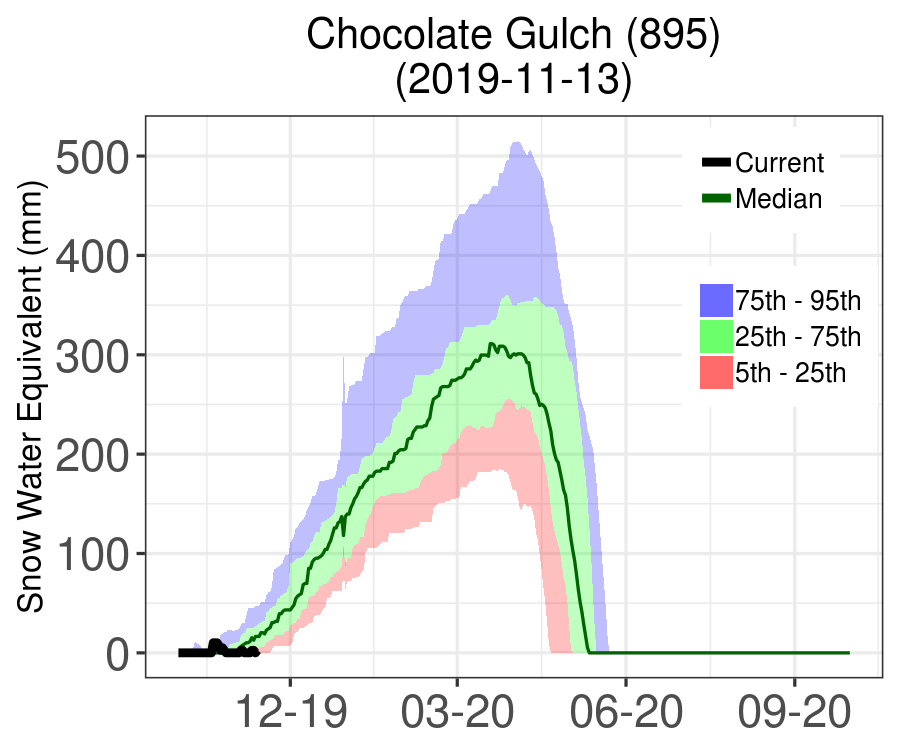 Chocolate Gulch (895)
(2019-11-13)
Snow Water Equivalent (mm)
500
400
300
200
100
0
Current
Median
75th - 95th
25th - 75th
5th - 25th
12-19
03-20
06-20
09-20